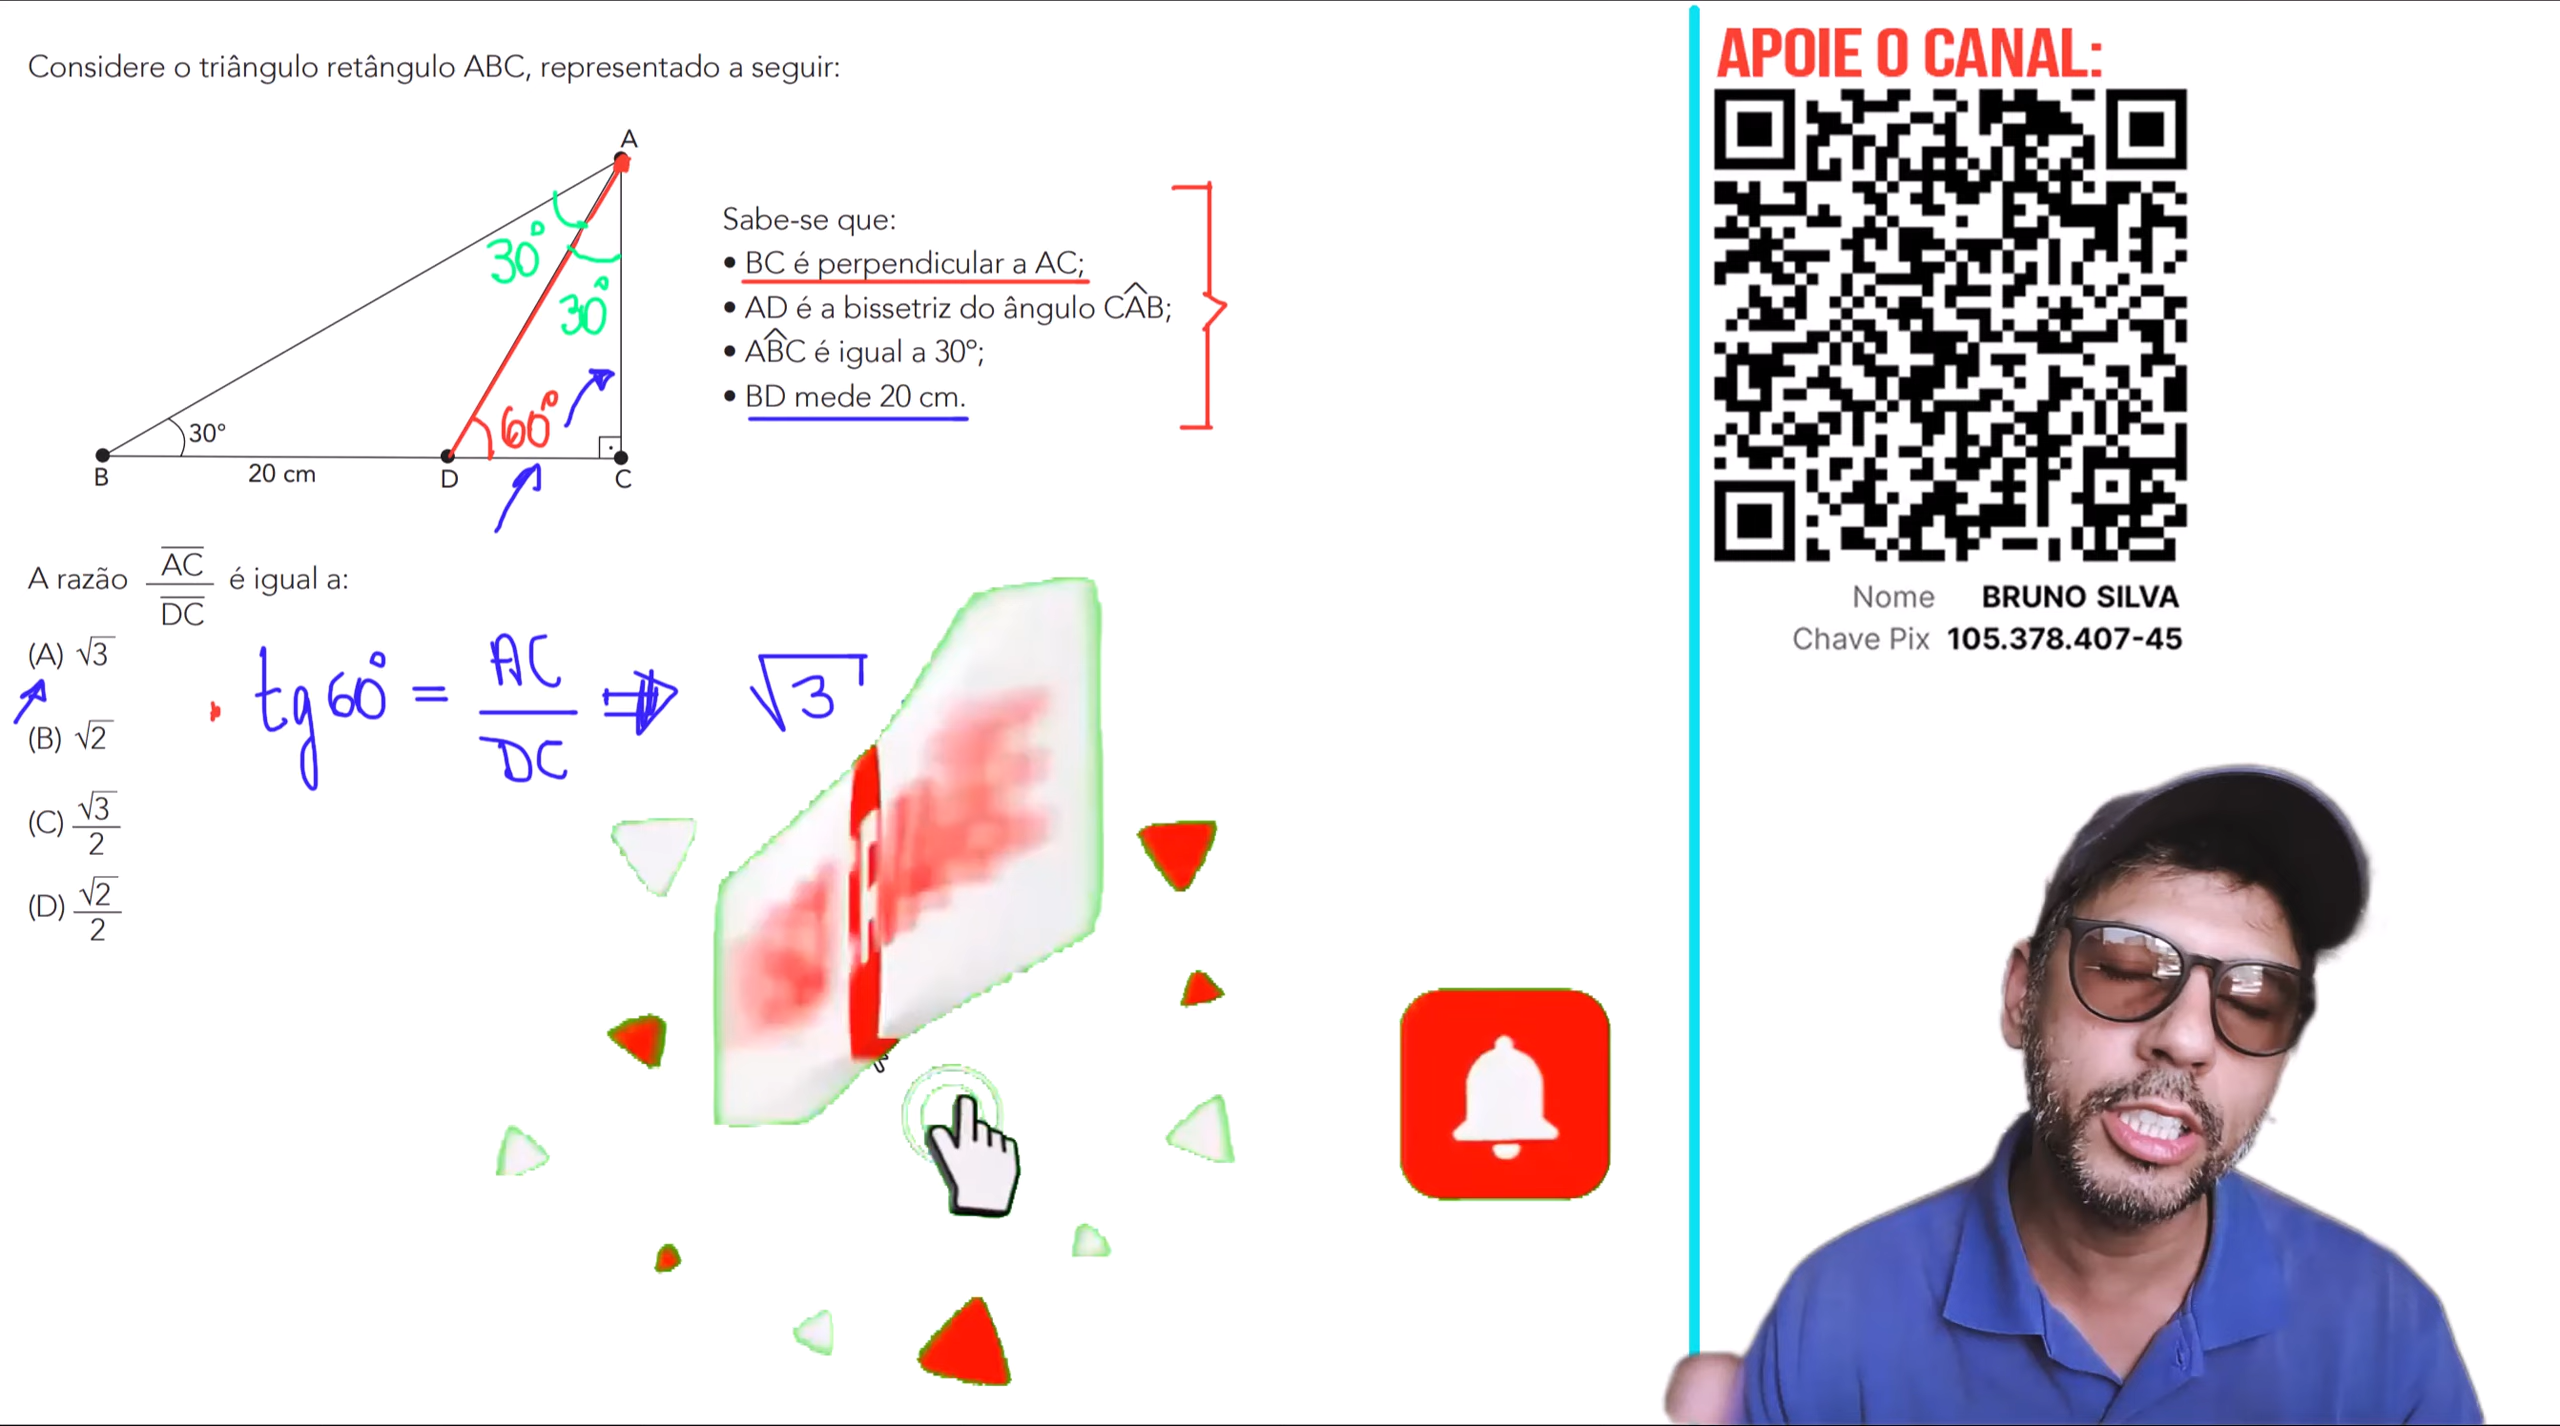 Considere o triângulo retângulo ABC, representado a seguir:
A
30°
30°
60°
30°
B
20 cm
D
C
Sabe-se que:
• BC é perpendicular a AC;
• AD é a bissetriz do ângulo CÂB;
• AB̂C é igual a 30º;
• BD mede 20 cm.
A razão AC/DC é igual a:
(A) √3
(B) √2
(C) √3/2
(D) √2/2
tg 60° = AC/DC ⇒ √3
APOIE O CANAL:
Nome BRUNO SILVA
Chave Pix 105.378.407-45